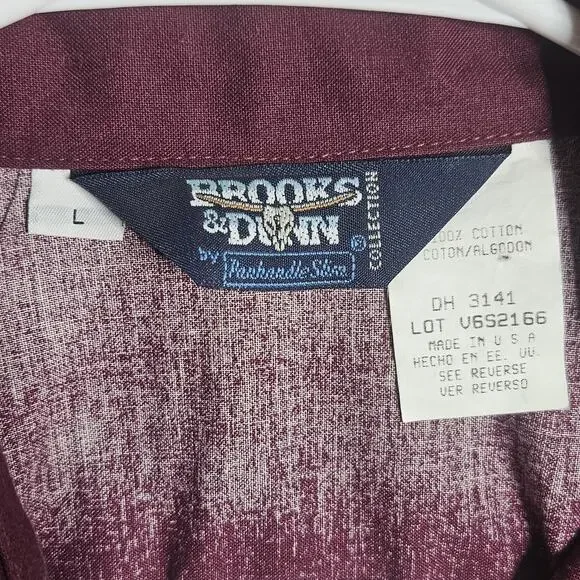 L
BROOKS
& DUNN
by Panhandle Slim ®
COLLECTION
100% COTTON
COTON/ALGODON
DH 3141
LOT V6S2166
MADE IN U S A
HECHO EN EE. UU.
SEE REVERSE
VER REVERSO